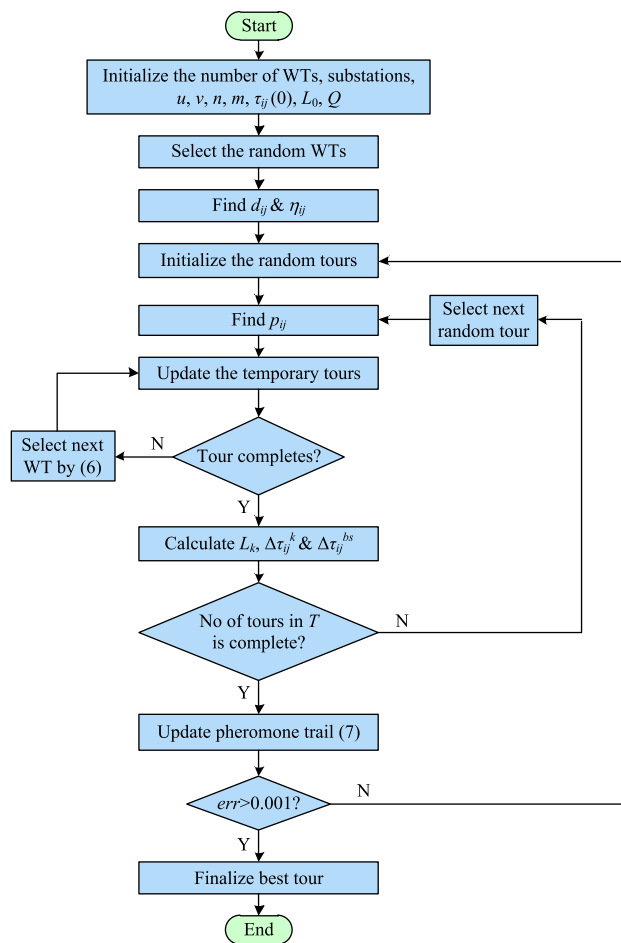 Start
Initialize the number of WTs, substations,
u, v, n, m, τij (0), L0, Q
Select the random WTs
Find dij & ηij
Initialize the random tours
Find pij
Select next
random tour
Update the temporary tours
Select next
WT by (6)
N
Tour completes?
Y
Calculate Lk, Δτijk & Δτijbs
No of tours in T
is complete?
N
Y
Update pheromone trail (7)
err>0.001?
N
Y
Finalize best tour
End